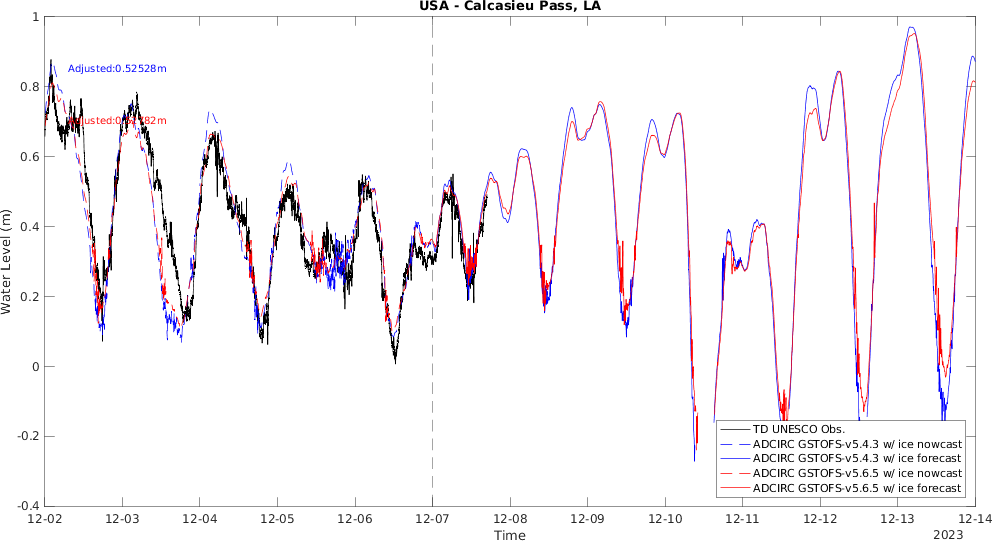 USA - Calcasieu Pass, LA
1
0.8
0.6
0.4
0.2
0
-0.2
-0.4
Water Level (m)
Adjusted:0.52528m
TD UNESCO Obs.
ADCIRC GSTOFS-v5.4.3 w/ ice nowcast
ADCIRC GSTOFS-v5.4.3 w/ ice forecast
ADCIRC GSTOFS-v5.6.5 w/ ice nowcast
ADCIRC GSTOFS-v5.6.5 w/ ice forecast
12-02 12-03 12-04 12-05 12-06 12-07 12-08 12-09 12-10 12-11 12-12 12-13 12-14
Time
2023